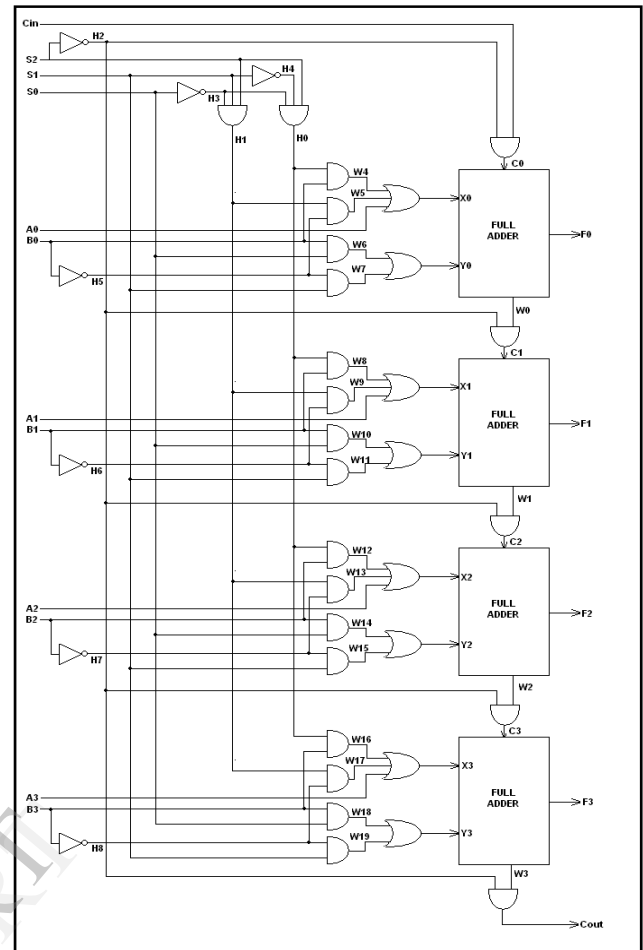 Cin
H2
S2
S1
H4
S0
H3
H1
H0
C0
W4
W5
X0
FULL
ADDER
F0
A0
B0
W6
W7
Y0
H5
W0
C1
W8
W9
X1
FULL
ADDER
F1
A1
B1
W10
W11
Y1
H6
W1
C2
W12
W13
X2
FULL
ADDER
F2
A2
B2
W14
W15
Y2
H7
W2
C3
W16
W17
X3
FULL
ADDER
F3
A3
B3
W18
W19
Y3
H8
W3
Cout